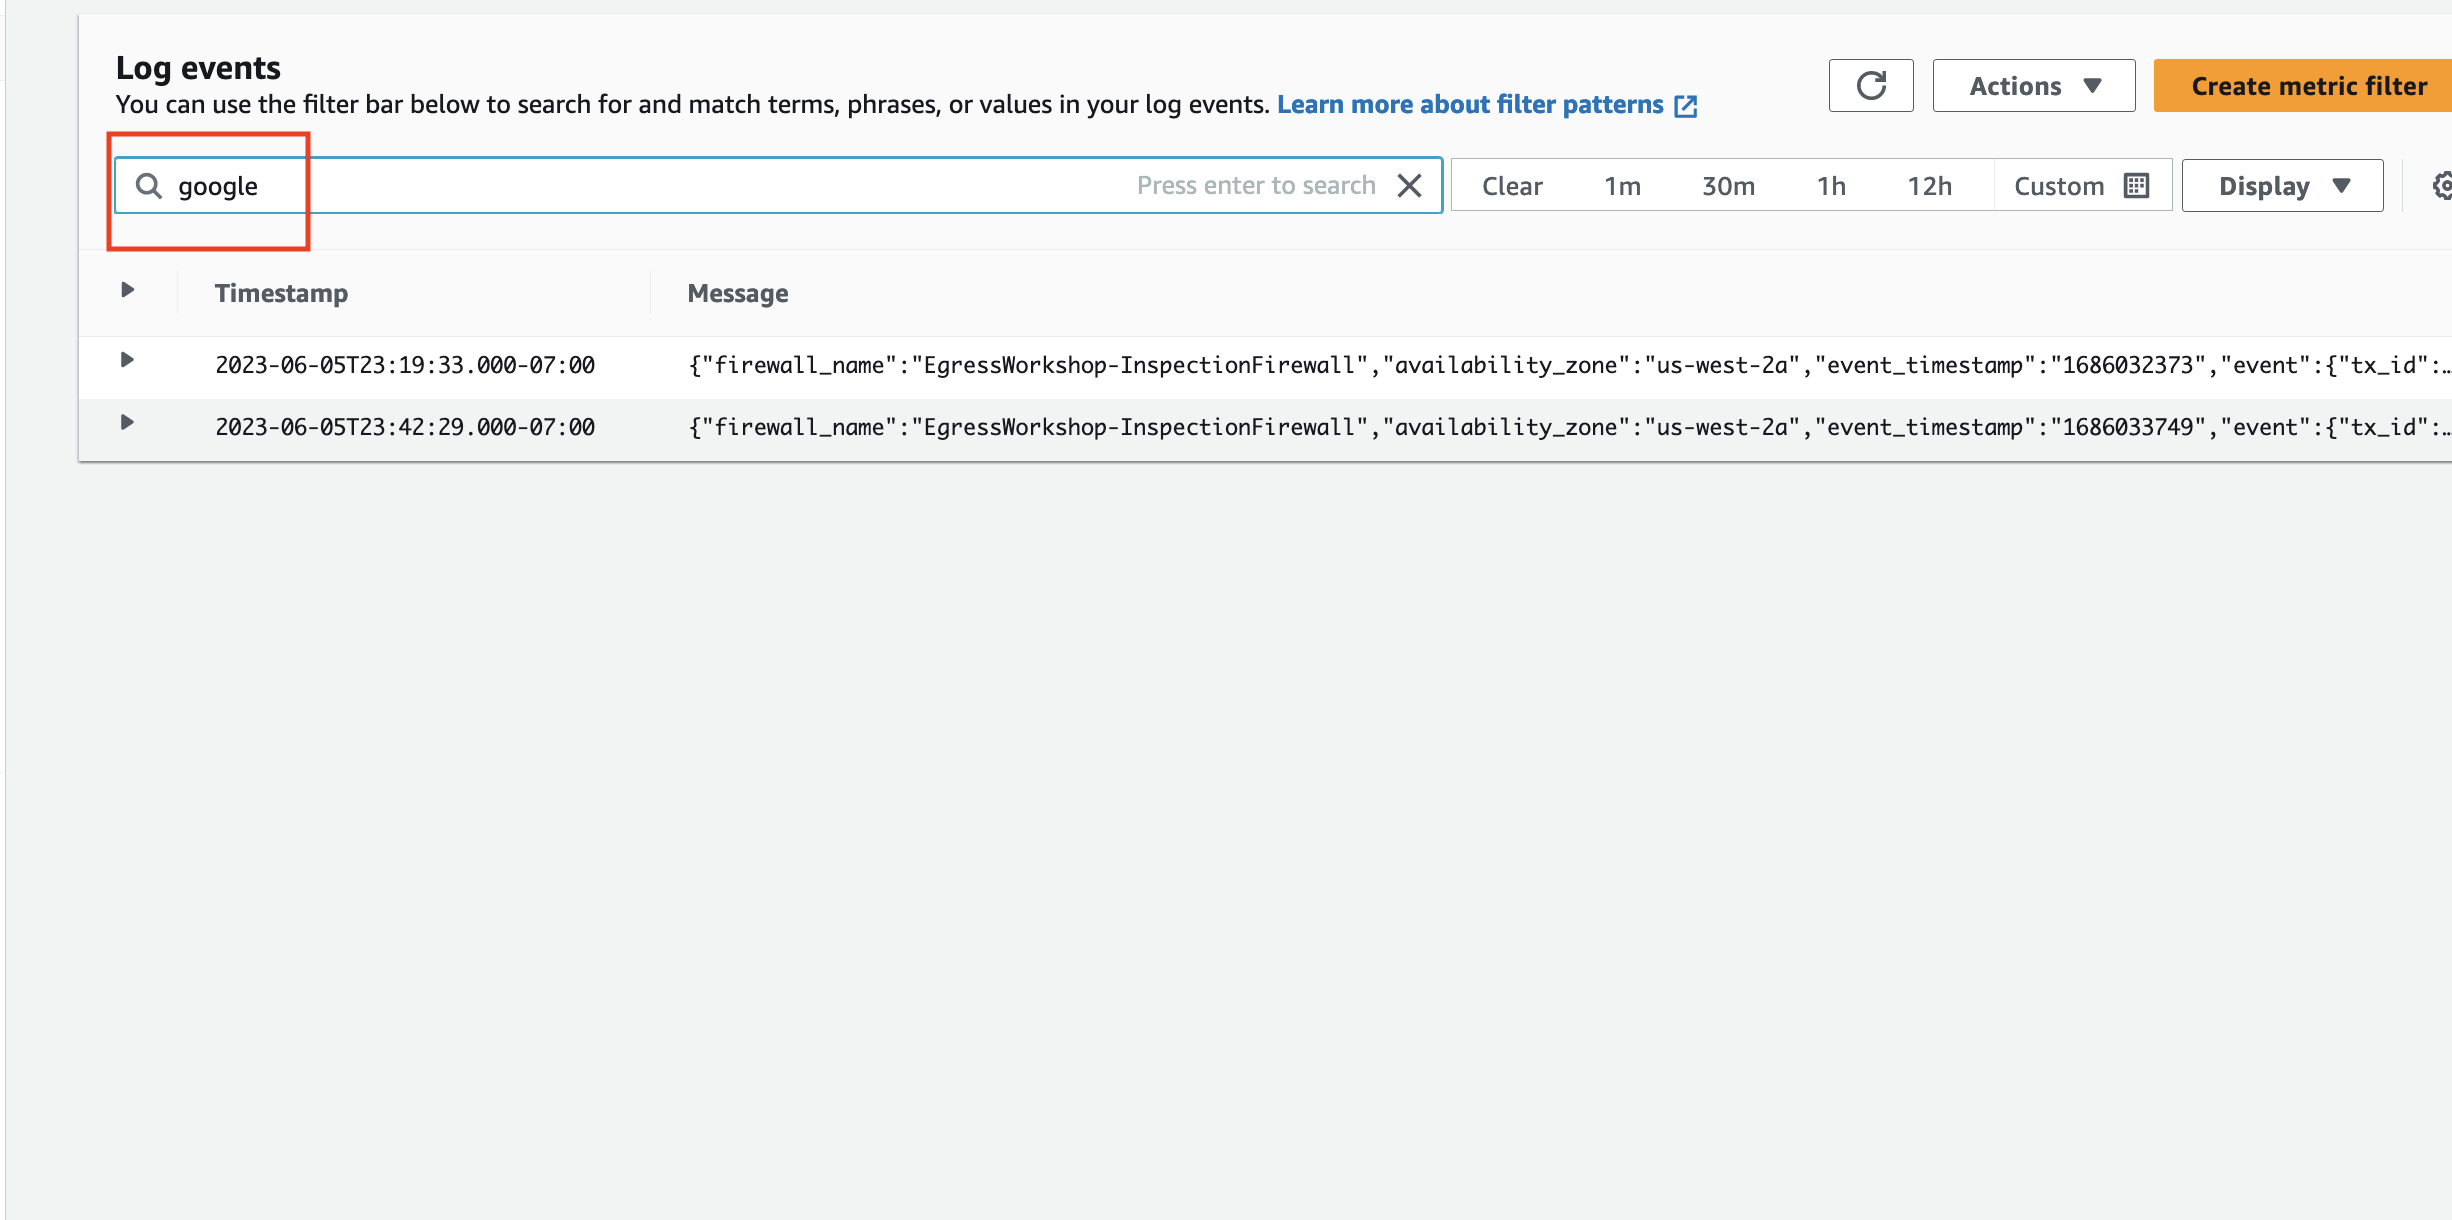 Log events
You can use the filter bar below to search for and match terms, phrases, or values in your log events. Learn more about filter patterns
Actions
Create metric filter
google
Press enter to search
Clear 1m 30m 1h 12h Custom
Display
Timestamp Message
2023-06-05T23:19:33.000-07:00 {"firewall_name":"EgressWorkshop-InspectionFirewall","availability_zone":"us-west-2a","event_timestamp":"1686032373","event":{"tx_id":…
2023-06-05T23:42:29.000-07:00 {"firewall_name":"EgressWorkshop-InspectionFirewall","availability_zone":"us-west-2a","event_timestamp":"1686033749","event":{"tx_id":…